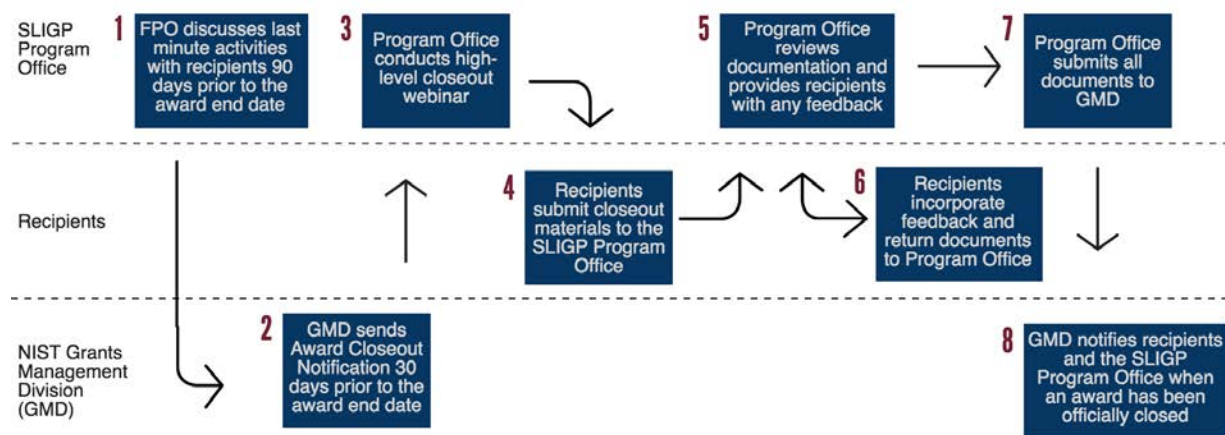 SLIGP
Program
Office
1
FPO discusses last
minute activities
with recipients 90
days prior to the
award end date
3
Program Office
conducts high-
level closeout
webinar
5
Program Office
reviews
documentation and
provides recipients
with any feedback
7
Program Office
submits all
documents to
GMD
Recipients
4
Recipients
submit closeout
materials to the
SLIGP Program
Office
6
Recipients
incorporate
feedback and
return documents
to Program Office
NIST Grants
Management
Division
(GMD)
2
GMD sends
Award Closeout
Notification 30
days prior to the
award end date
8
GMD notifies recipients
and the SLIGP
Program Office when
an award has been
officially closed